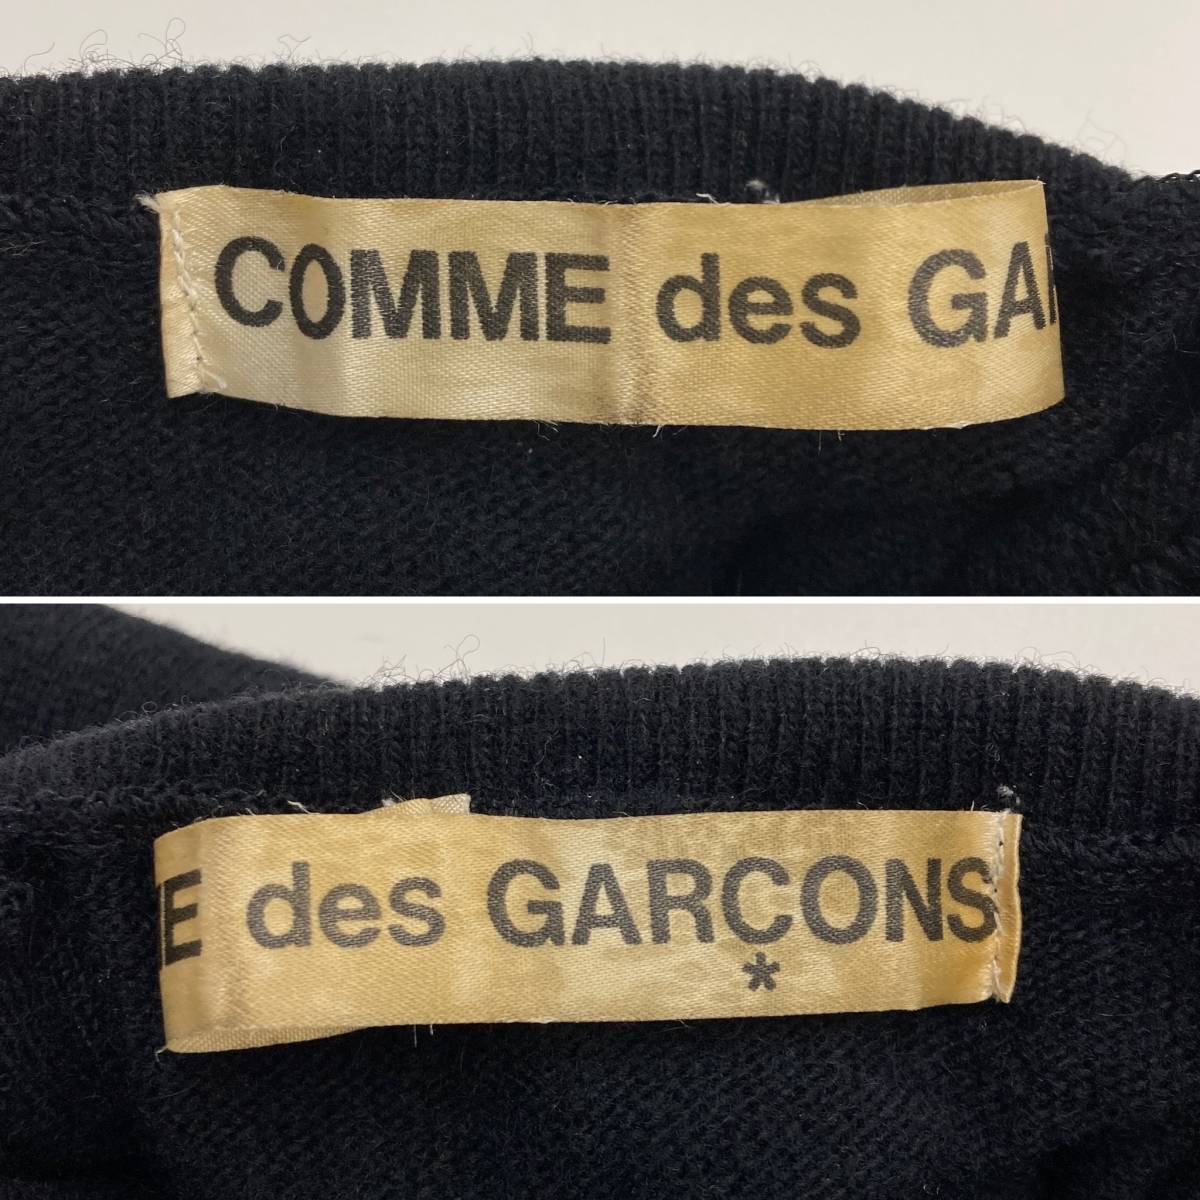 COMME des GA
E des GARCONS
*